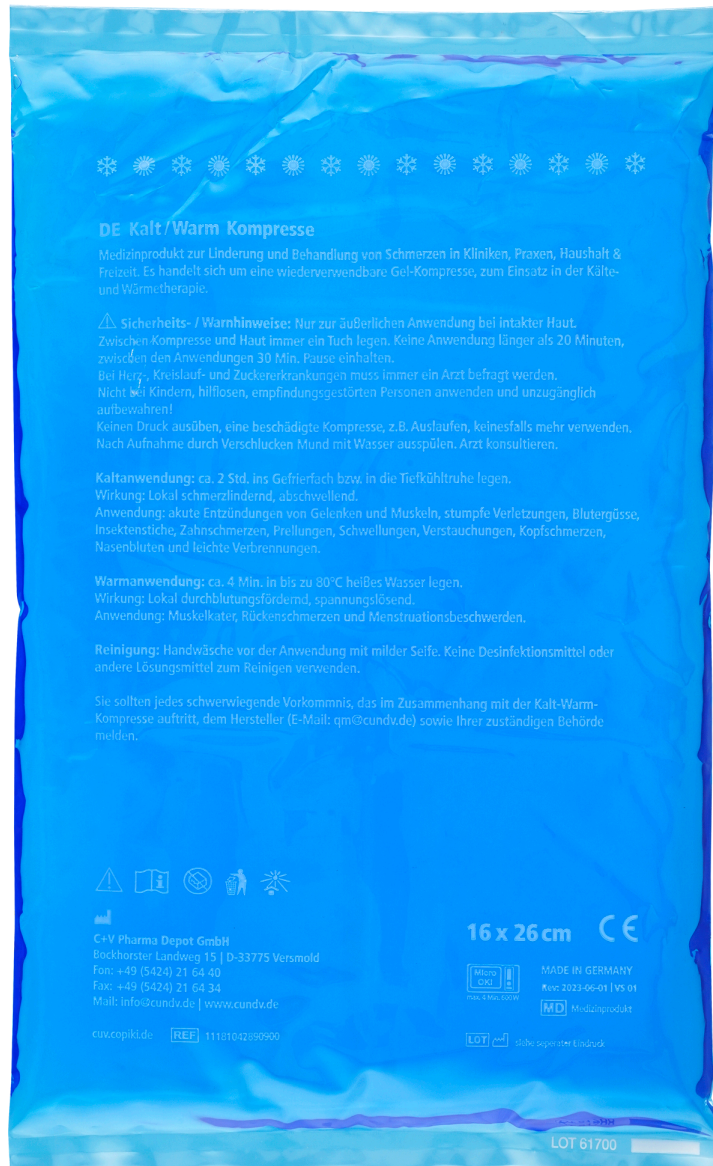 DE Kalt/Warm Kompresse
Medizinprodukt zur Linderung und Behandlung von Schmerzen in Kliniken, Praxen, Haushalt &
Freizeit. Es handelt sich um eine wiederverwendbare Gel-Kompresse, zum Einsatz in der Kälte-
und Wärmetherapie.
Sicherheits- / Warnhinweise: Nur zur äußerlichen Anwendung bei intakter Haut.
Zwischen Kompresse und Haut immer ein Tuch legen. Keine Anwendung länger als 20 Minuten,
zwischen den Anwendungen 30 Min. Pause einhalten.
Bei Herz-, Kreislauf- und Zuckererkrankungen muss immer ein Arzt befragt werden.
Nicht bei Kindern, hilflosen, empfindungsgestörten Personen anwenden und unzugänglich
aufbewahren!
Keinen Druck ausüben, eine beschädigte Kompresse, z.B. Auslaufen, keinesfalls mehr verwenden.
Nach Aufnahme durch Verschlucken Mund mit Wasser ausspülen. Arzt konsultieren.
Kaltanwendung: ca. 2 Std. ins Gefrierfach bzw. in die Tiefkühltruhe legen.
Wirkung: Lokal schmerzlindernd, abschwellend.
Anwendung: akute Entzündungen von Gelenken und Muskeln, stumpfe Verletzungen, Blutergüsse,
Insektenstiche, Zahnschmerzen, Prellungen, Schwellungen, Verstauchungen, Kopfschmerzen,
Nasenbluten und leichte Verbrennungen.
Warmanwendung: ca. 4 Min. in bis zu 80°C heißes Wasser legen.
Wirkung: Lokal durchblutungsfördernd, spannungslösend.
Anwendung: Muskelkater, Rückenschmerzen und Menstruationsbeschwerden.
Reinigung: Handwäsche vor der Anwendung mit milder Seife. Keine Desinfektionsmittel oder
andere Lösungsmittel zum Reinigen verwenden.
Sie sollten jedes schwerwiegende Vorkommnis, das im Zusammenhang mit der Kalt-Warm-
Kompresse auftritt, dem Hersteller (E-Mail: qm@cundv.de) sowie Ihrer zuständigen Behörde
melden.
C+V Pharma Depot GmbH
Bockhorster Landweg 15 | D-33775 Versmold
Fon: +49 (5424) 21 64 40
Fax: +49 (5424) 21 64 34
Mail: info@cundv.de | www.cundv.de
cuv.copiki.de REF 11181042690900
16 x 26 cm CE
Micro
OK!
max. 4 Min. 600W
MADE IN GERMANY
Rev: 2023-06-01 | VS 01
MD Medizinprodukt
LOT siehe seperater Eindruck
LOT 61700